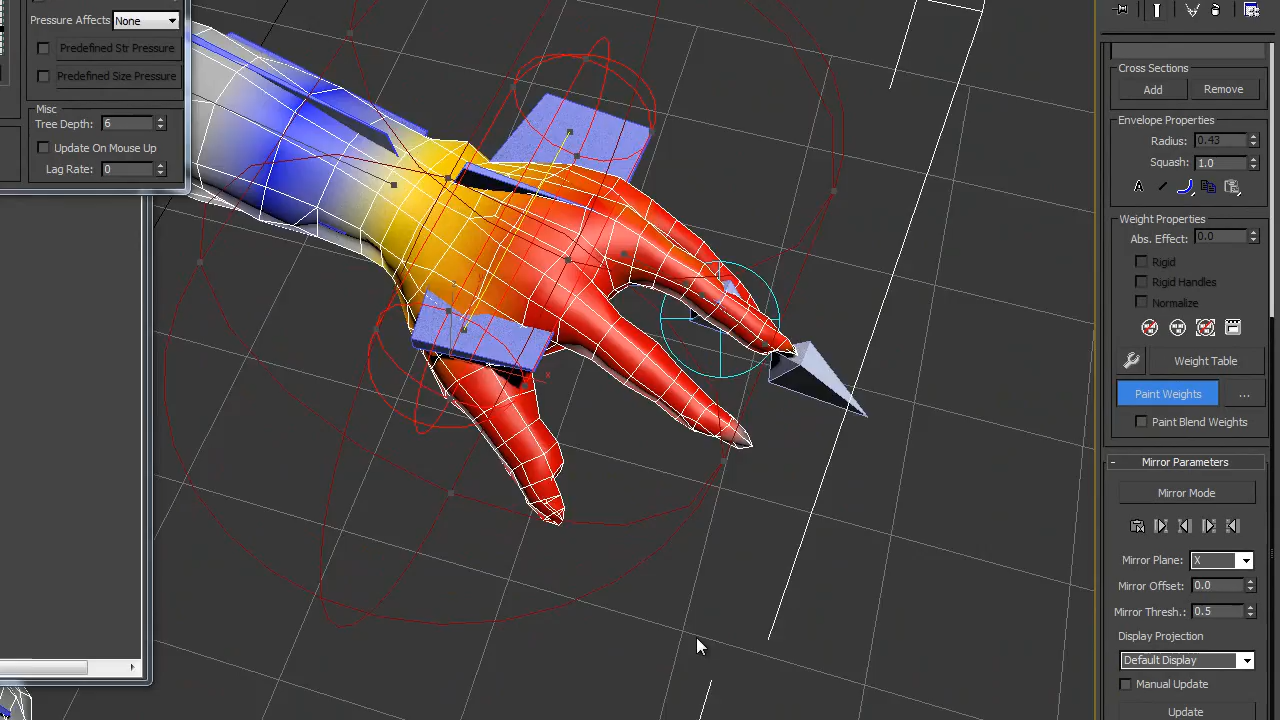 Pressure Affects None
Predefined Str Pressure
Predefined Size Pressure
Misc
Tree Depth: 6
Update On Mouse Up
Lag Rate: 0
Cross Sections
Add Remove
Envelope Properties
Radius: 0.43
Squash: 1.0
A
Weight Properties
Abs. Effect: 0.0
Rigid
Rigid Handles
Normalize
Weight Table
Paint Weights ...
Paint Blend Weights
- Mirror Parameters
Mirror Mode
Mirror Plane: X
Mirror Offset: 0.0
Mirror Thresh.: 0.5
Display Projection
Default Display
Manual Update
Update
x